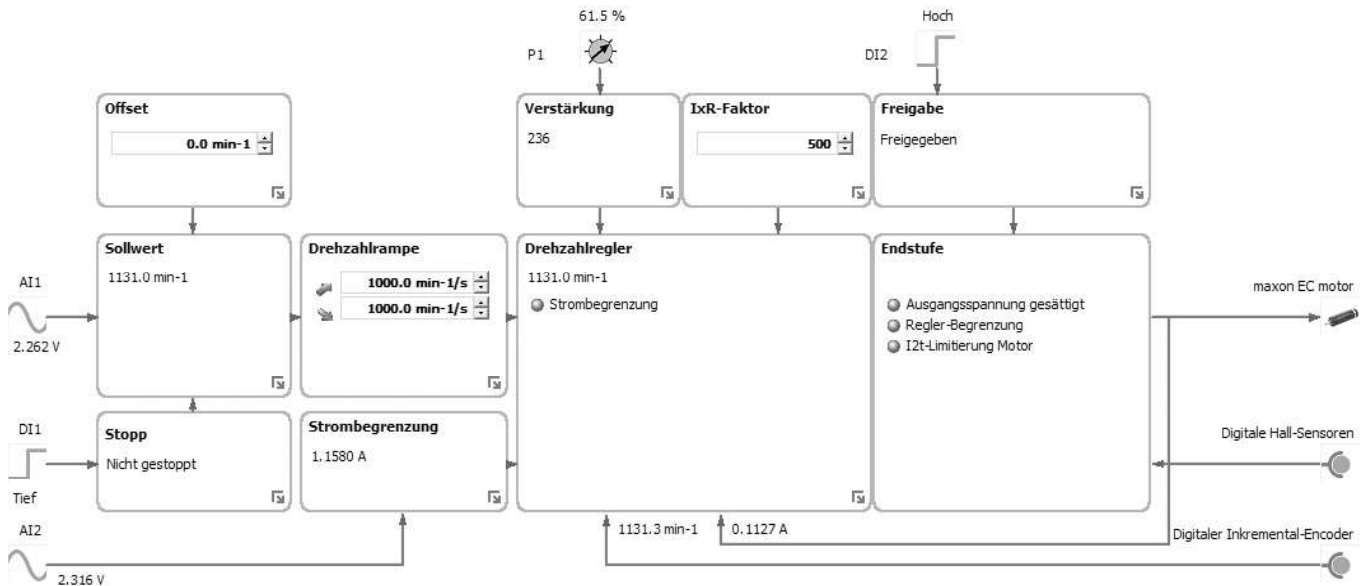 61.5 %
Hoch
P1
DI2
Offset
0.0 min-1
Verstärkung
236
IxR-Faktor
500
Freigabe
Freigegeben
Sollwert
1131.0 min-1
Drehzahlrampe
1000.0 min-1/s
1000.0 min-1/s
Drehzahlregler
1131.0 min-1
Strombegrenzung
Endstufe
Ausgangsspannung gesättigt
Regler-Begrenzung
I2t-Limitierung Motor
AI1
2.262 V
maxon EC motor
DI1
Tief
Stopp
Nicht gestoppt
Strombegrenzung
1.1580 A
Digitale Hall-Sensoren
AI2
2.316 V
1131.3 min-1
0.1127 A
Digitaler Inkremental-Encoder